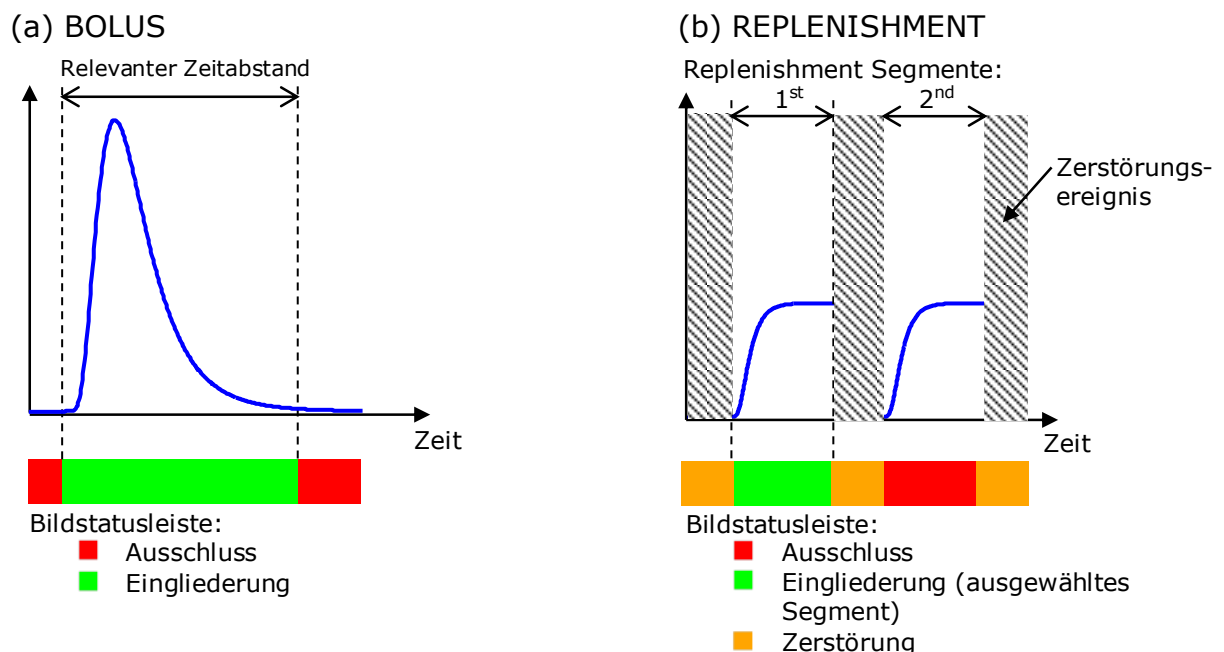 (a) BOLUS
Relevanter Zeitabstand
Zeit
Bildstatusleiste:
Ausschluss
Eingliederung
(b) REPLENISHMENT
Replenishment Segmente:
1st
2nd
Zerstörungs-
ereignis
Zeit
Bildstatusleiste:
Ausschluss
Eingliederung (ausgewähltes
Segment)
Zerstörung